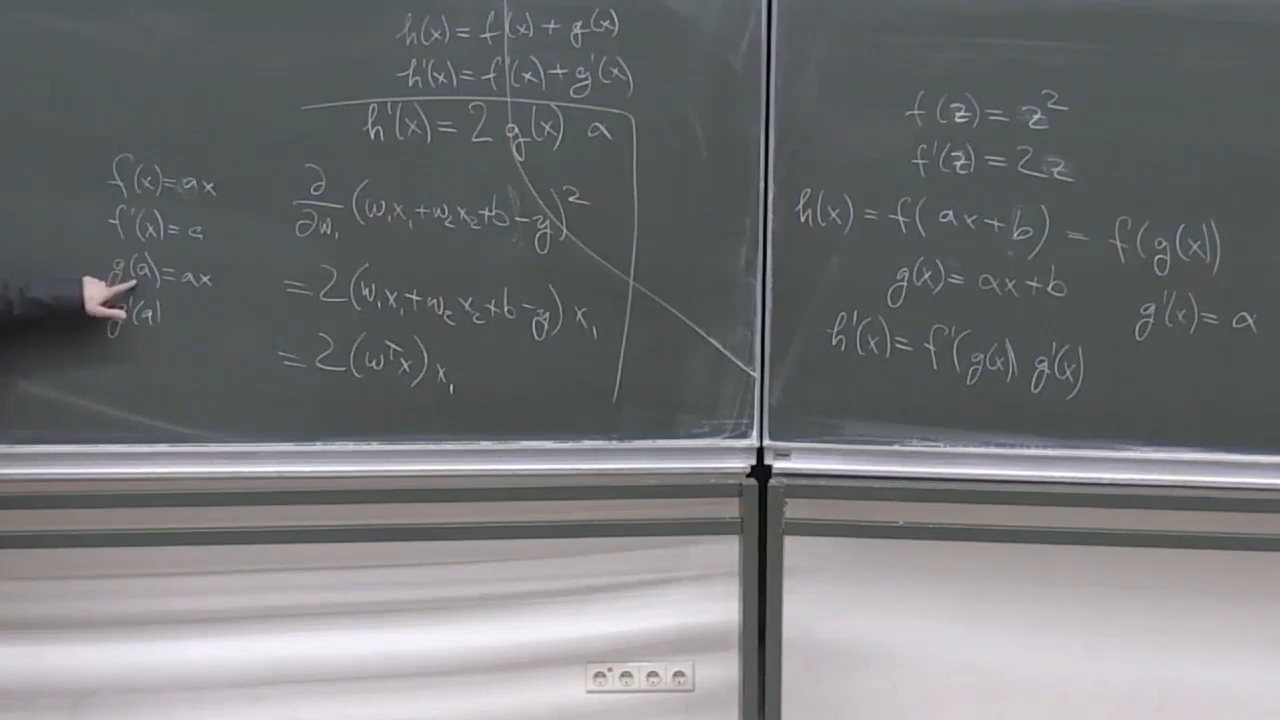 h(x) = f(x) + g(x)
h'(x) = f'(x) + g'(x)
h'(x) = 2 g(x) a
f(x) = ax
f'(x) = a
g(a) = ax
g'(a)
∂/∂w₁ (w₁x₁ + w₂x₂ + b - y)²
= 2(w₁x₁ + w₂x₂ + b - y) x₁
= 2(wᵀx) x₁
f(z) = z²
f'(z) = 2z
h(x) = f(ax + b) = f(g(x))
g(x) = ax + b
g'(x) = a
h'(x) = f'(g(x)) g'(x)